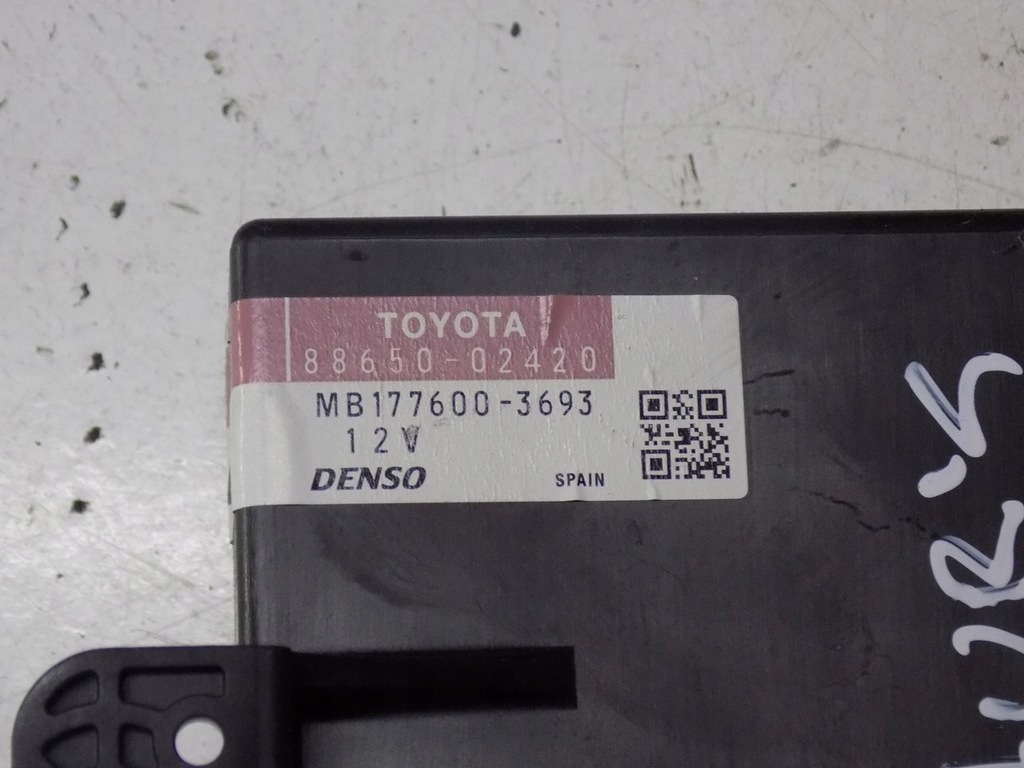 TOYOTA
88650-02420
MB177600-3693
12V
DENSO
SPAIN